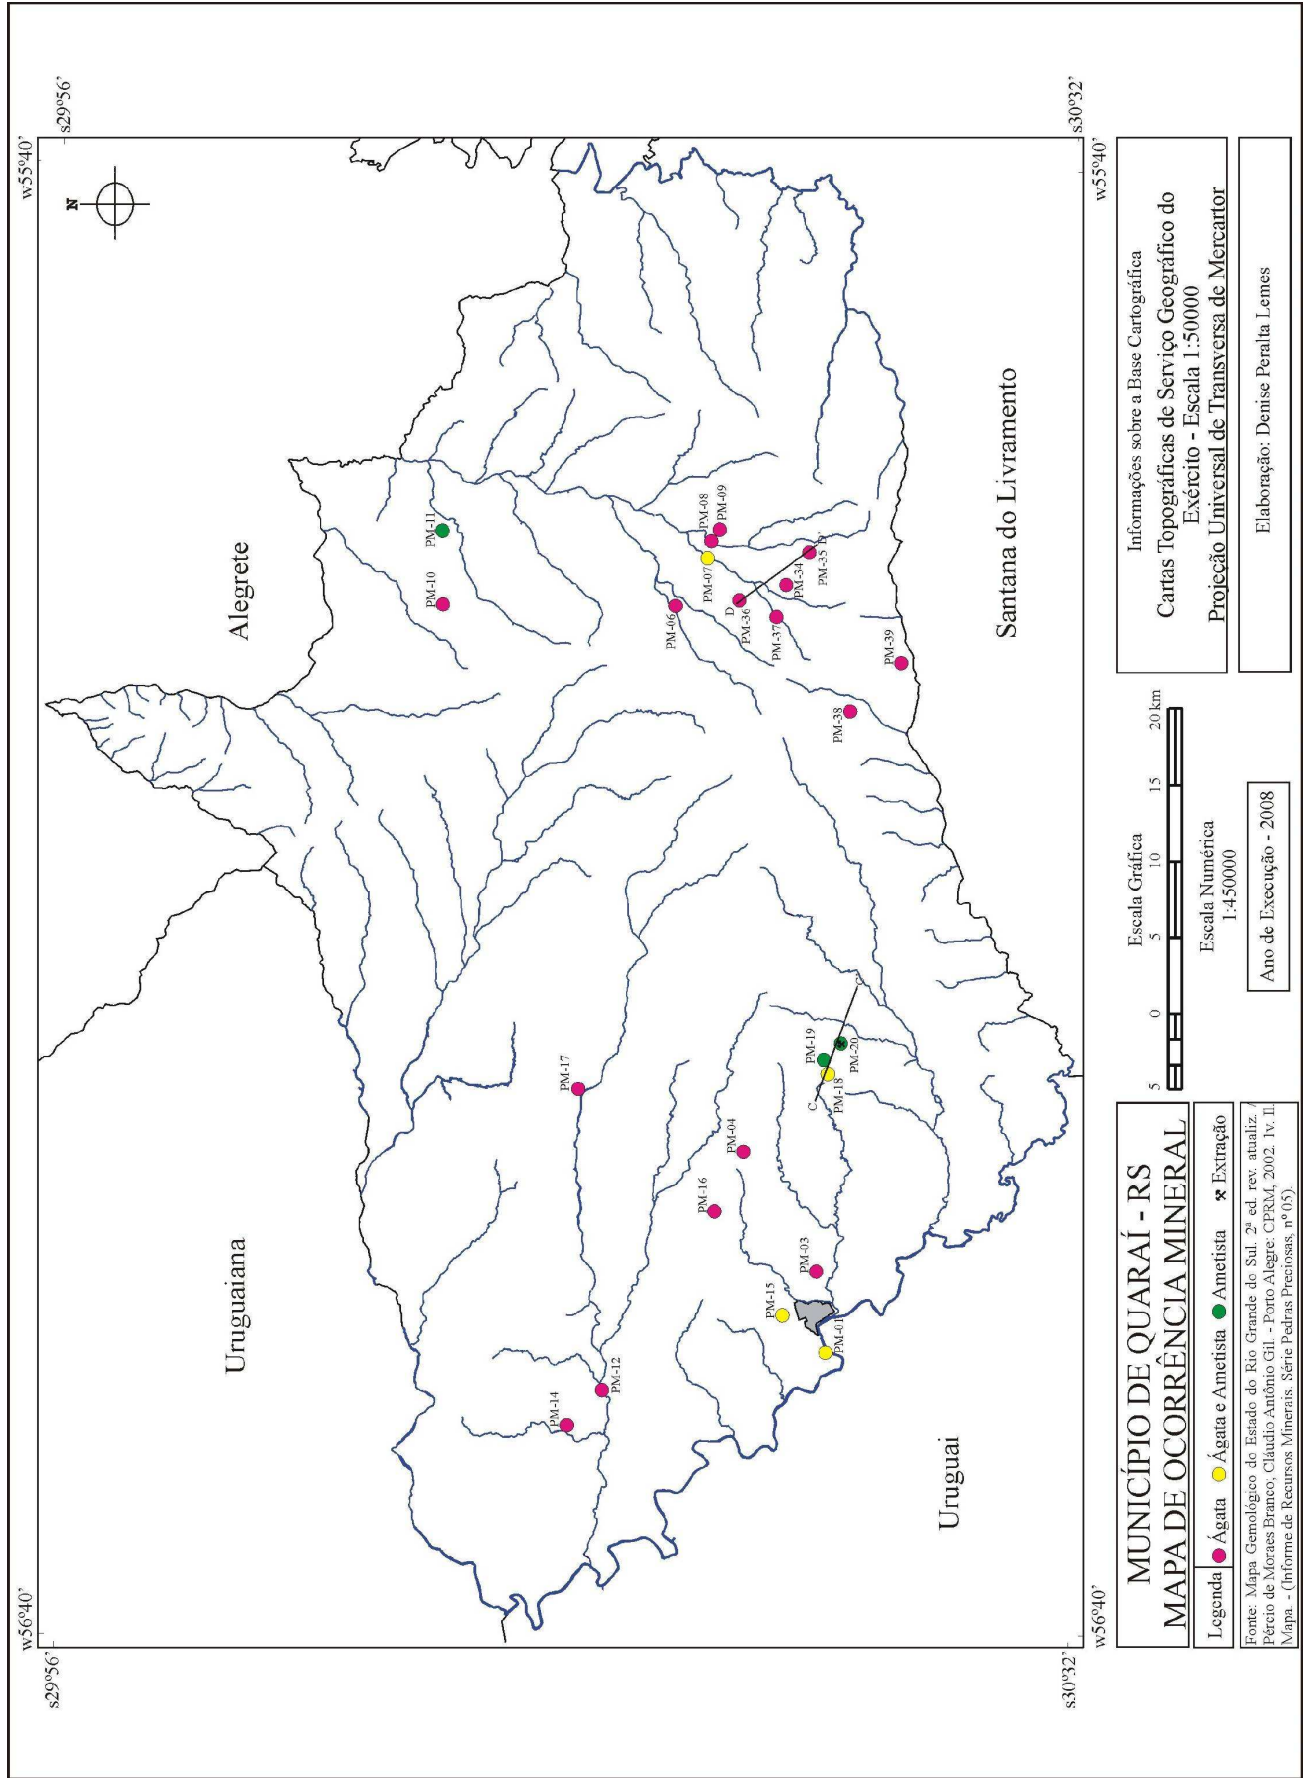 w56º40'
w55º40'
s29º56'
s29º56'
N
Uruguaiana
Alegrete
PM-10
PM-11
PM-14
PM-12
PM-17
PM-06
PM-07
PM-08
PM-09
D
PM-36
PM-37
PM-34
PM-35
D'
PM-16
PM-04
PM-15
PM-03
PM-01
C
PM-19
PM-18
PM-20
C'
PM-38
PM-39
Uruguai
Santana do Livramento
s30º32'
s30º32'
w56º40'
w55º40'
MUNICÍPIO DE QUARAÍ - RS
MAPA DE OCORRÊNCIA MINERAL
Legenda
Ágata
Ágata e Ametista
Ametista
Extração
Fonte: Mapa Gemológico do Estado do Rio Grande do Sul. 2ª ed. rev. atualiz. /
Pércio de Moraes Branco; Cláudio Antônio Gil. - Porto Alegre: CPRM, 2002. 1v. Il.
Mapa. - (Informe de Recursos Minerais. Série Pedras Preciosas, nº 05).
Escala Gráfica
5 0 5 10 15 20 km
Escala Numérica
1:450000
Ano de Execução - 2008
Informações sobre a Base Cartográfica
Cartas Topográficas de Serviço Geográfico do
Exército - Escala 1:50000
Projeção Universal de Transversa de Mercartor
Elaboração: Denise Peralta Lemes